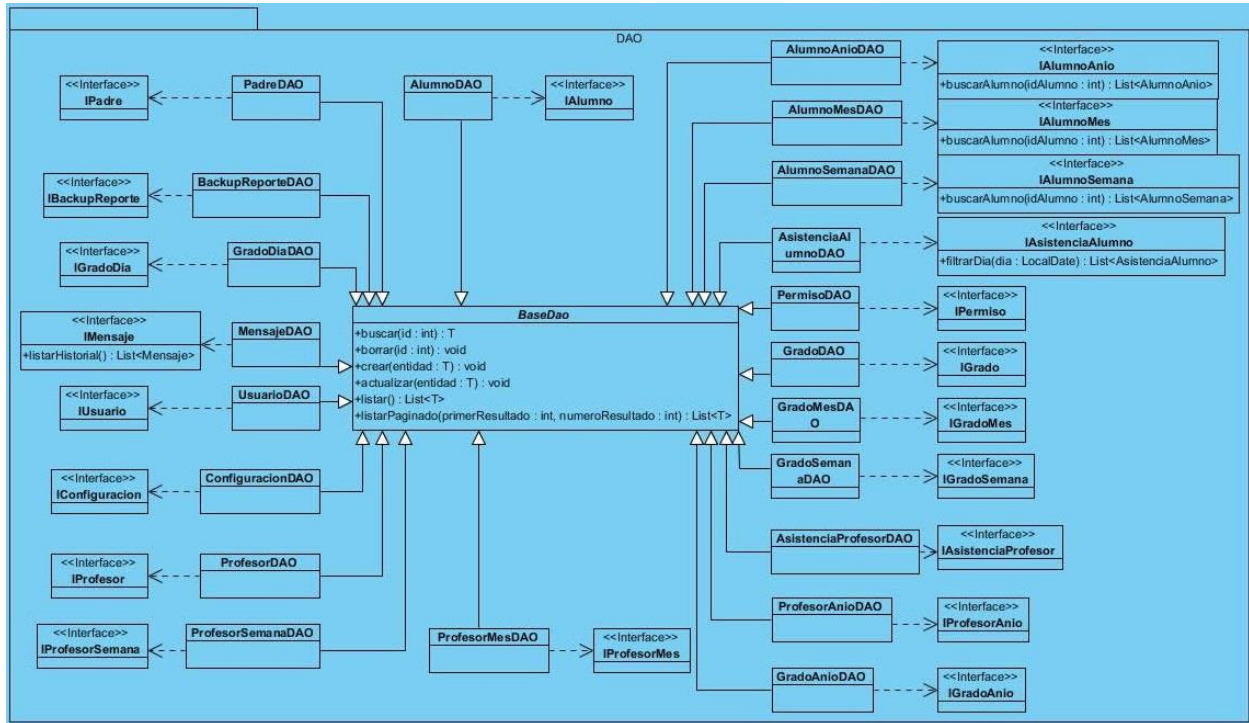 DAO
<<Interface>>
IPadre
PadreDAO
AlumnoDAO
<<Interface>>
IAlumno
AlumnoAnioDAO
<<Interface>>
IAlumnoAnio
+buscarAlumno(idAlumno : int) : List<AlumnoAnio>
AlumnoMesDAO
<<Interface>>
IAlumnoMes
+buscarAlumno(idAlumno : int) : List<AlumnoMes>
<<Interface>>
IBackupReporte
BackupReporteDAO
AlumnoSemanaDAO
<<Interface>>
IAlumnoSemana
+buscarAlumno(idAlumno : int) : List<AlumnoSemana>
<<Interface>>
IGradoDia
GradoDiaDAO
AsistenciaAl
umnoDAO
<<Interface>>
IAsistenciaAlumno
+filtrarDia(dia : LocalDate) : List<AsistenciaAlumno>
<<Interface>>
IMensaje
+listarHistorial() : List<Mensaje>
MensajeDAO
BaseDao
+buscar(id : int) : T
+borrar(id : int) : void
+crear(entidad : T) : void
+actualizar(entidad : T) : void
+listar() : List<T>
+listarPaginado(primerResultado : int, numeroResultado : int) : List<T>
PermisoDAO
<<Interface>>
IPermiso
GradoDAO
<<Interface>>
IGrado
<<Interface>>
IUsuario
UsuarioDAO
GradoMesDA
O
<<Interface>>
IGradoMes
<<Interface>>
IConfiguracion
ConfiguracionDAO
GradoSeman
aDAO
<<Interface>>
IGradoSemana
AsistenciaProfesorDAO
<<Interface>>
IAsistenciaProfesor
<<Interface>>
IProfesor
ProfesorDAO
ProfesorAnioDAO
<<Interface>>
IProfesorAnio
<<Interface>>
IProfesorSemana
ProfesorSemanaDAO
ProfesorMesDAO
<<Interface>>
IProfesorMes
GradoAnioDAO
<<Interface>>
IGradoAnio